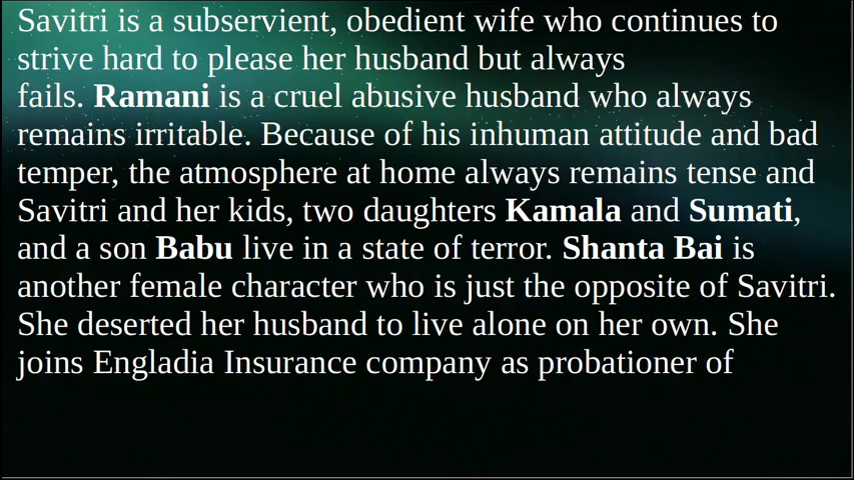 Savitri is a subservient, obedient wife who continues to
strive hard to please her husband but always
fails. Ramani is a cruel abusive husband who always
remains irritable. Because of his inhuman attitude and bad
temper, the atmosphere at home always remains tense and
Savitri and her kids, two daughters Kamala and Sumati,
and a son Babu live in a state of terror. Shanta Bai is
another female character who is just the opposite of Savitri.
She deserted her husband to live alone on her own. She
joins Engladia Insurance company as probationer of